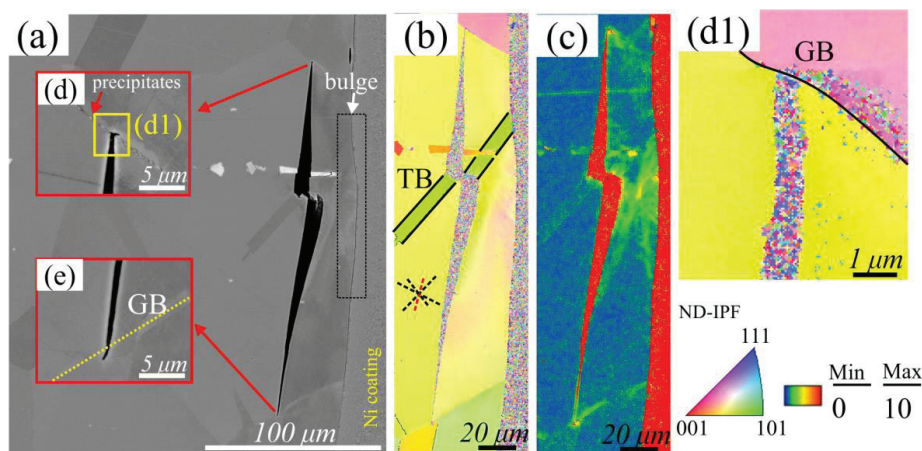 (a)
(b)
(c)
(d1)
GB
(d)
precipitates
(d1)
5 μm
bulge
TB
1 μm
(e)
GB
5 μm
Ni coating
100 μm
20 μm
20 μm
ND-IPF
111
001
101
Min
Max
0
10